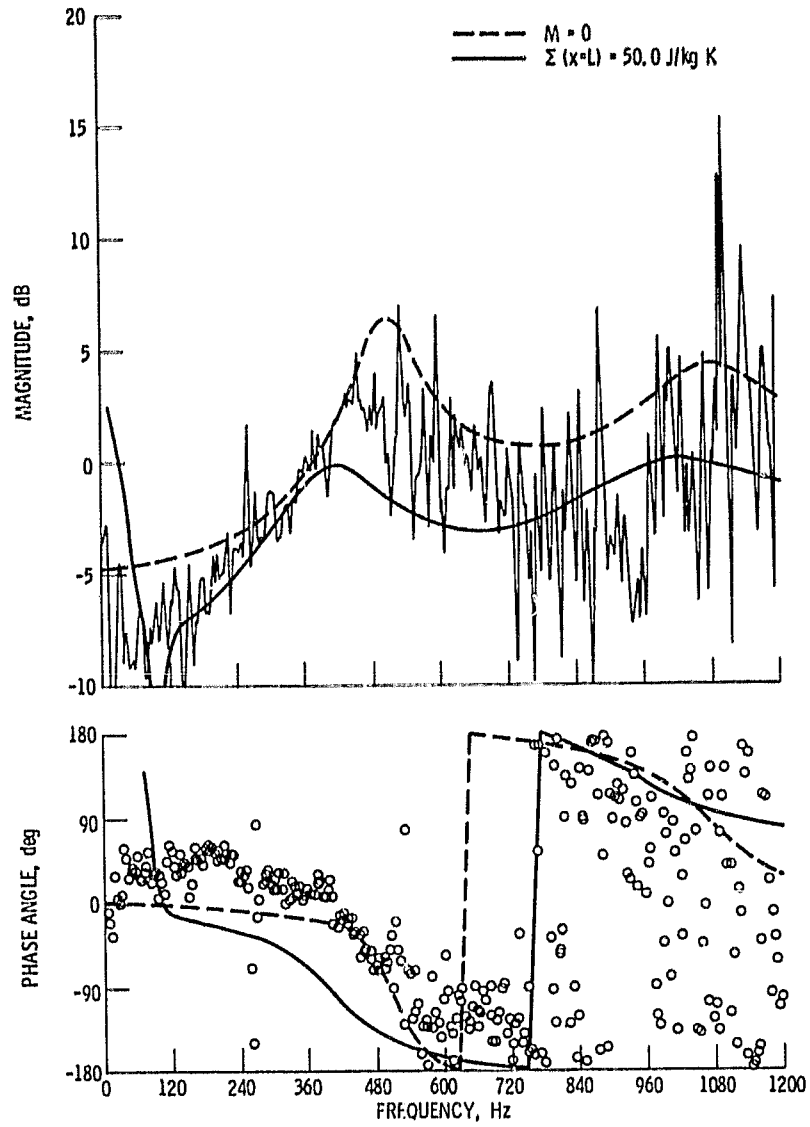 M = 0
Σ (x=L) = 50.0 J/kg K
20
15
10
5
0
-5
-10
MAGNITUDE, dB
180
90
0
-90
-180
PHASE ANGLE, deg
0 120 240 360 480 600 720 840 960 1080 1200
FREQUENCY, Hz